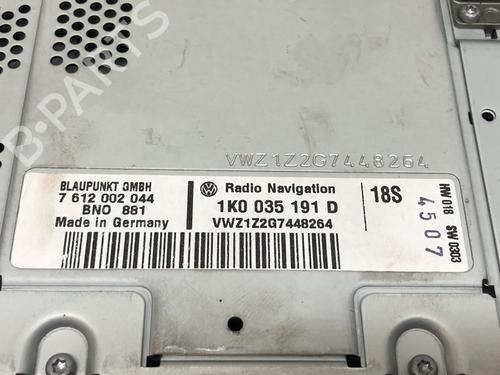 B-PARTS
VWZ1Z2G7448264
BLAUPUNKT GMBH
7 612 002 044
BNO 881
Made in Germany
Radio Navigation
1K0 035 191 D
VWZ1Z2G7448264
18S
HW 018 SW 0303
4507